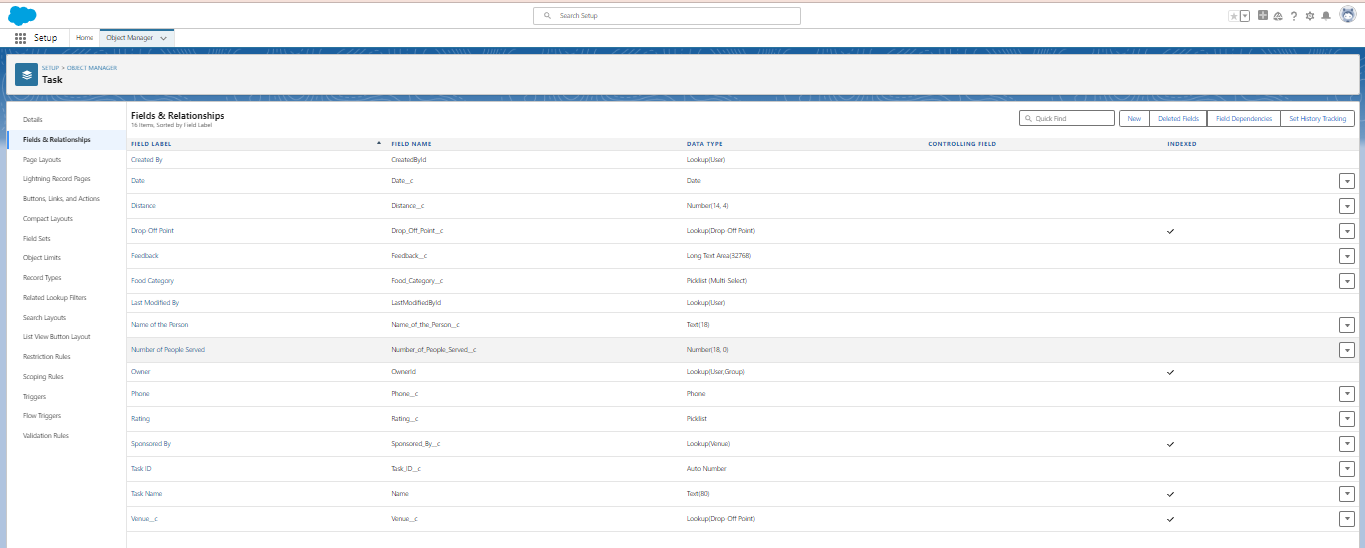 Search Setup
Setup Home Object Manager
SETUP > OBJECT MANAGER
Task
Details
Fields & Relationships
Page Layouts
Lightning Record Pages
Buttons, Links, and Actions
Compact Layouts
Field Sets
Object Limits
Record Types
Related Lookup Filters
Search Layouts
List View Button Layout
Restriction Rules
Scoping Rules
Triggers
Flow Triggers
Validation Rules
Fields & Relationships
16 Items, Sorted by Field Label
Quick Find New Deleted Fields Field Dependencies Set History Tracking
FIELD LABEL FIELD NAME DATA TYPE CONTROLLING FIELD INDEXED
Created By CreatedById Lookup(User)
Date Date__c Date
Distance Distance__c Number(14, 4)
Drop-Off Point Drop_Off_Point__c Lookup(Drop-Off Point)
Feedback Feedback__c Long Text Area(32768)
Food Category Food_Category__c Picklist (Multi-Select)
Last Modified By LastModifiedById Lookup(User)
Name of the Person Name_of_the_Person__c Text(18)
Number of People Served Number_of_People_Served__c Number(18, 0)
Owner OwnerId Lookup(User,Group)
Phone Phone__c Phone
Rating Rating__c Picklist
Sponsored By Sponsored_By__c Lookup(Venue)
Task ID Task_ID__c Auto Number
Task Name Name Text(80)
Venue__c Venue__c Lookup(Drop-Off Point)